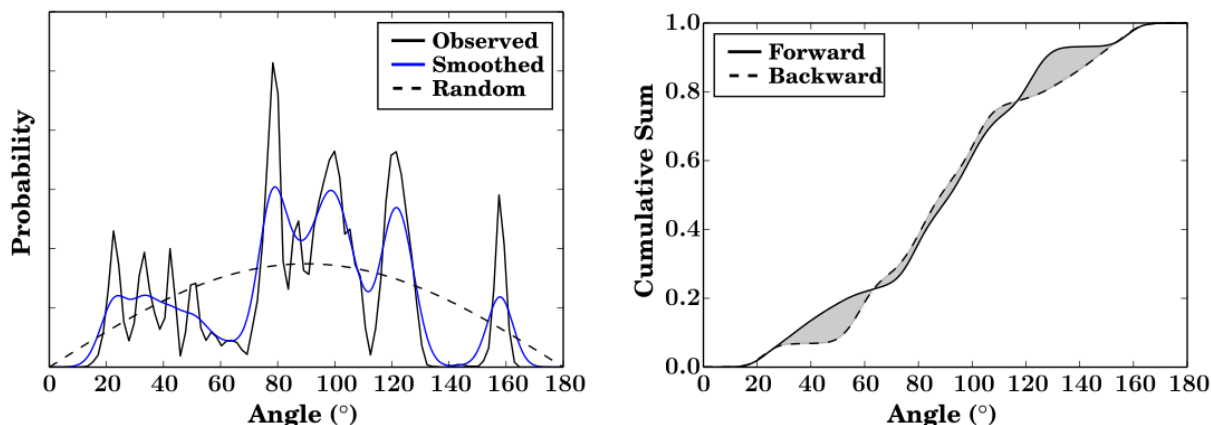 Observed
Smoothed
Random
Probability
0 20 40 60 80 100 120 140 160 180
Angle (°)
Forward
Backward
Cumulative Sum
1.0
0.8
0.6
0.4
0.2
0.0
0 20 40 60 80 100 120 140 160 180
Angle (°)